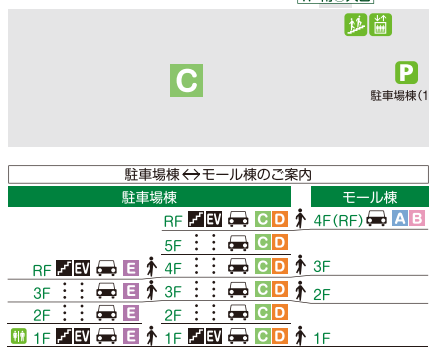 C
P
駐車場棟(1
駐車場棟↔モール棟のご案内
駐車場棟 モール棟
RF EV C D 4F(RF) A B
5F C D
RF EV E 4F C D 3F
3F E 3F C D 2F
2F E 2F C D
1F EV E 1F EV C D 1F